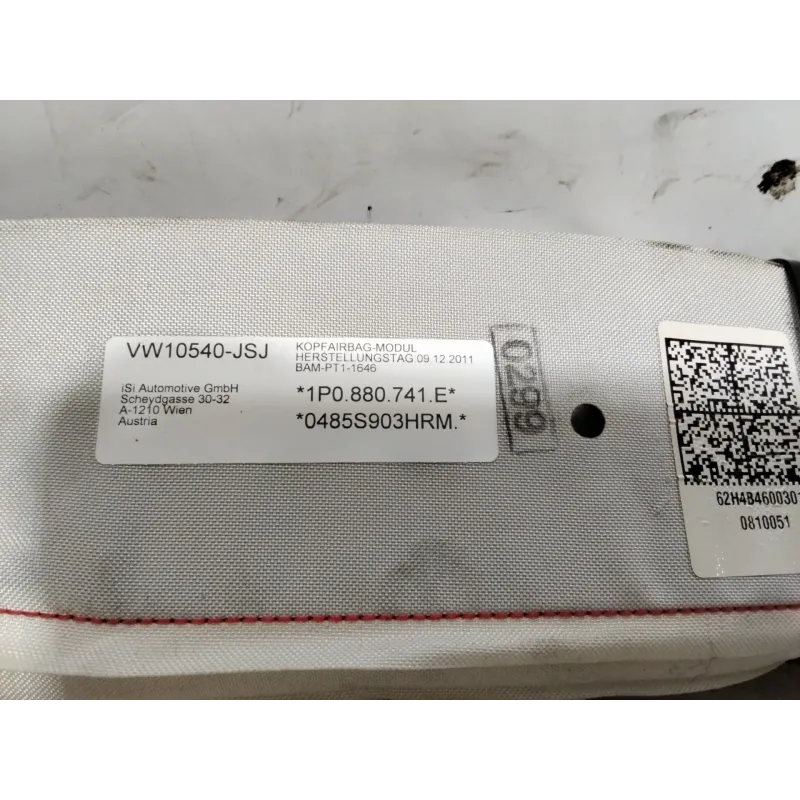 VW10540-JSJ
KOPFAIRBAG-MODUL
HERSTELLUNGSTAG 09.12.2011
BAM-PT1-1646
iSi Automotive GmbH
Scheydgasse 30-32
A-1210 Wien
Austria
*1P0.880.741.E*
*0485S903HRM.*
0299
62H4B4600301
0810051